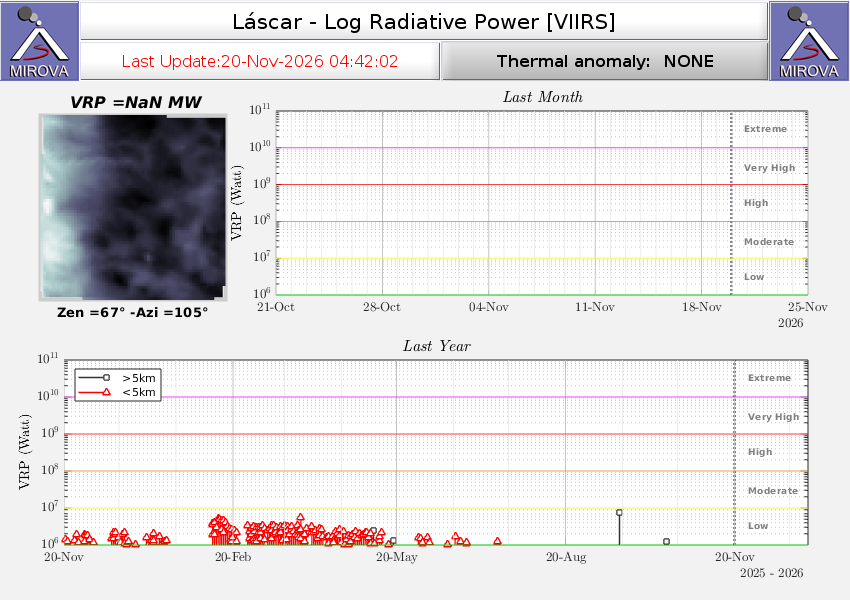 MIROVA
Láscar - Log Radiative Power [VIIRS]
Last Update:20-Nov-2026 04:42:02
Thermal anomaly: NONE
MIROVA
VRP =NaN MW
Zen =67° -Azi =105°
Last Month
VRP (Watt)
10^11
10^10
10^9
10^8
10^7
10^6
Extreme
Very High
High
Moderate
Low
21-Oct 28-Oct 04-Nov 11-Nov 18-Nov 25-Nov
2026
Last Year
VRP (Watt)
10^11
10^10
10^9
10^8
10^7
10^6
>5km
<5km
Extreme
Very High
High
Moderate
Low
20-Nov 20-Feb 20-May 20-Aug 20-Nov
2025 - 2026